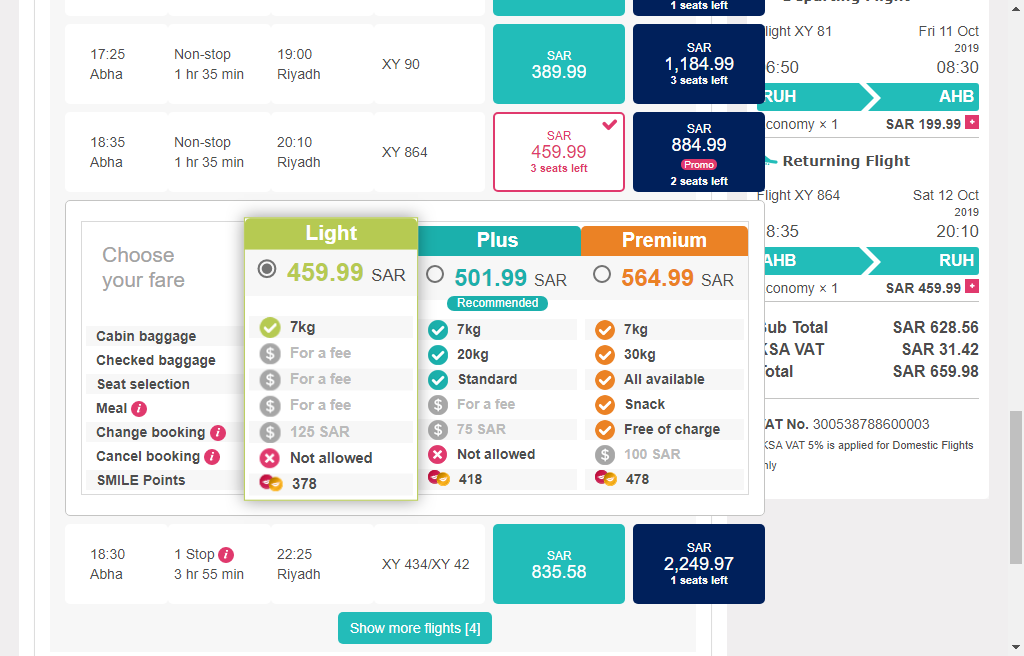 1 seats left
17:25
Abha
Non-stop
1 hr 35 min
19:00
Riyadh
XY 90
SAR
389.99
SAR
1,184.99
3 seats left
18:35
Abha
Non-stop
1 hr 35 min
20:10
Riyadh
XY 864
SAR
459.99
3 seats left
SAR
884.99
Promo
2 seats left
Choose
your fare
Light
459.99 SAR
Plus
501.99 SAR
Recommended
Premium
564.99 SAR
Cabin baggage
7kg
7kg
7kg
Checked baggage
For a fee
20kg
30kg
Seat selection
For a fee
Standard
All available
Meal i
For a fee
For a fee
Snack
Change booking i
125 SAR
75 SAR
Free of charge
Cancel booking i
Not allowed
Not allowed
100 SAR
SMILE Points
378
418
478
18:30
Abha
1 Stop i
3 hr 55 min
22:25
Riyadh
XY 434/XY 42
SAR
835.58
SAR
2,249.97
1 seats left
Show more flights [4]
light XY 81
Fri 11 Oct
2019
6:50
08:30
RUH
AHB
conomy × 1
SAR 199.99
Returning Flight
Flight XY 864
Sat 12 Oct
2019
8:35
20:10
AHB
RUH
conomy × 1
SAR 459.99
ub Total
SAR 628.56
KSA VAT
SAR 31.42
otal
SAR 659.98
VAT No. 300538788600003
KSA VAT 5% is applied for Domestic Flights
nly